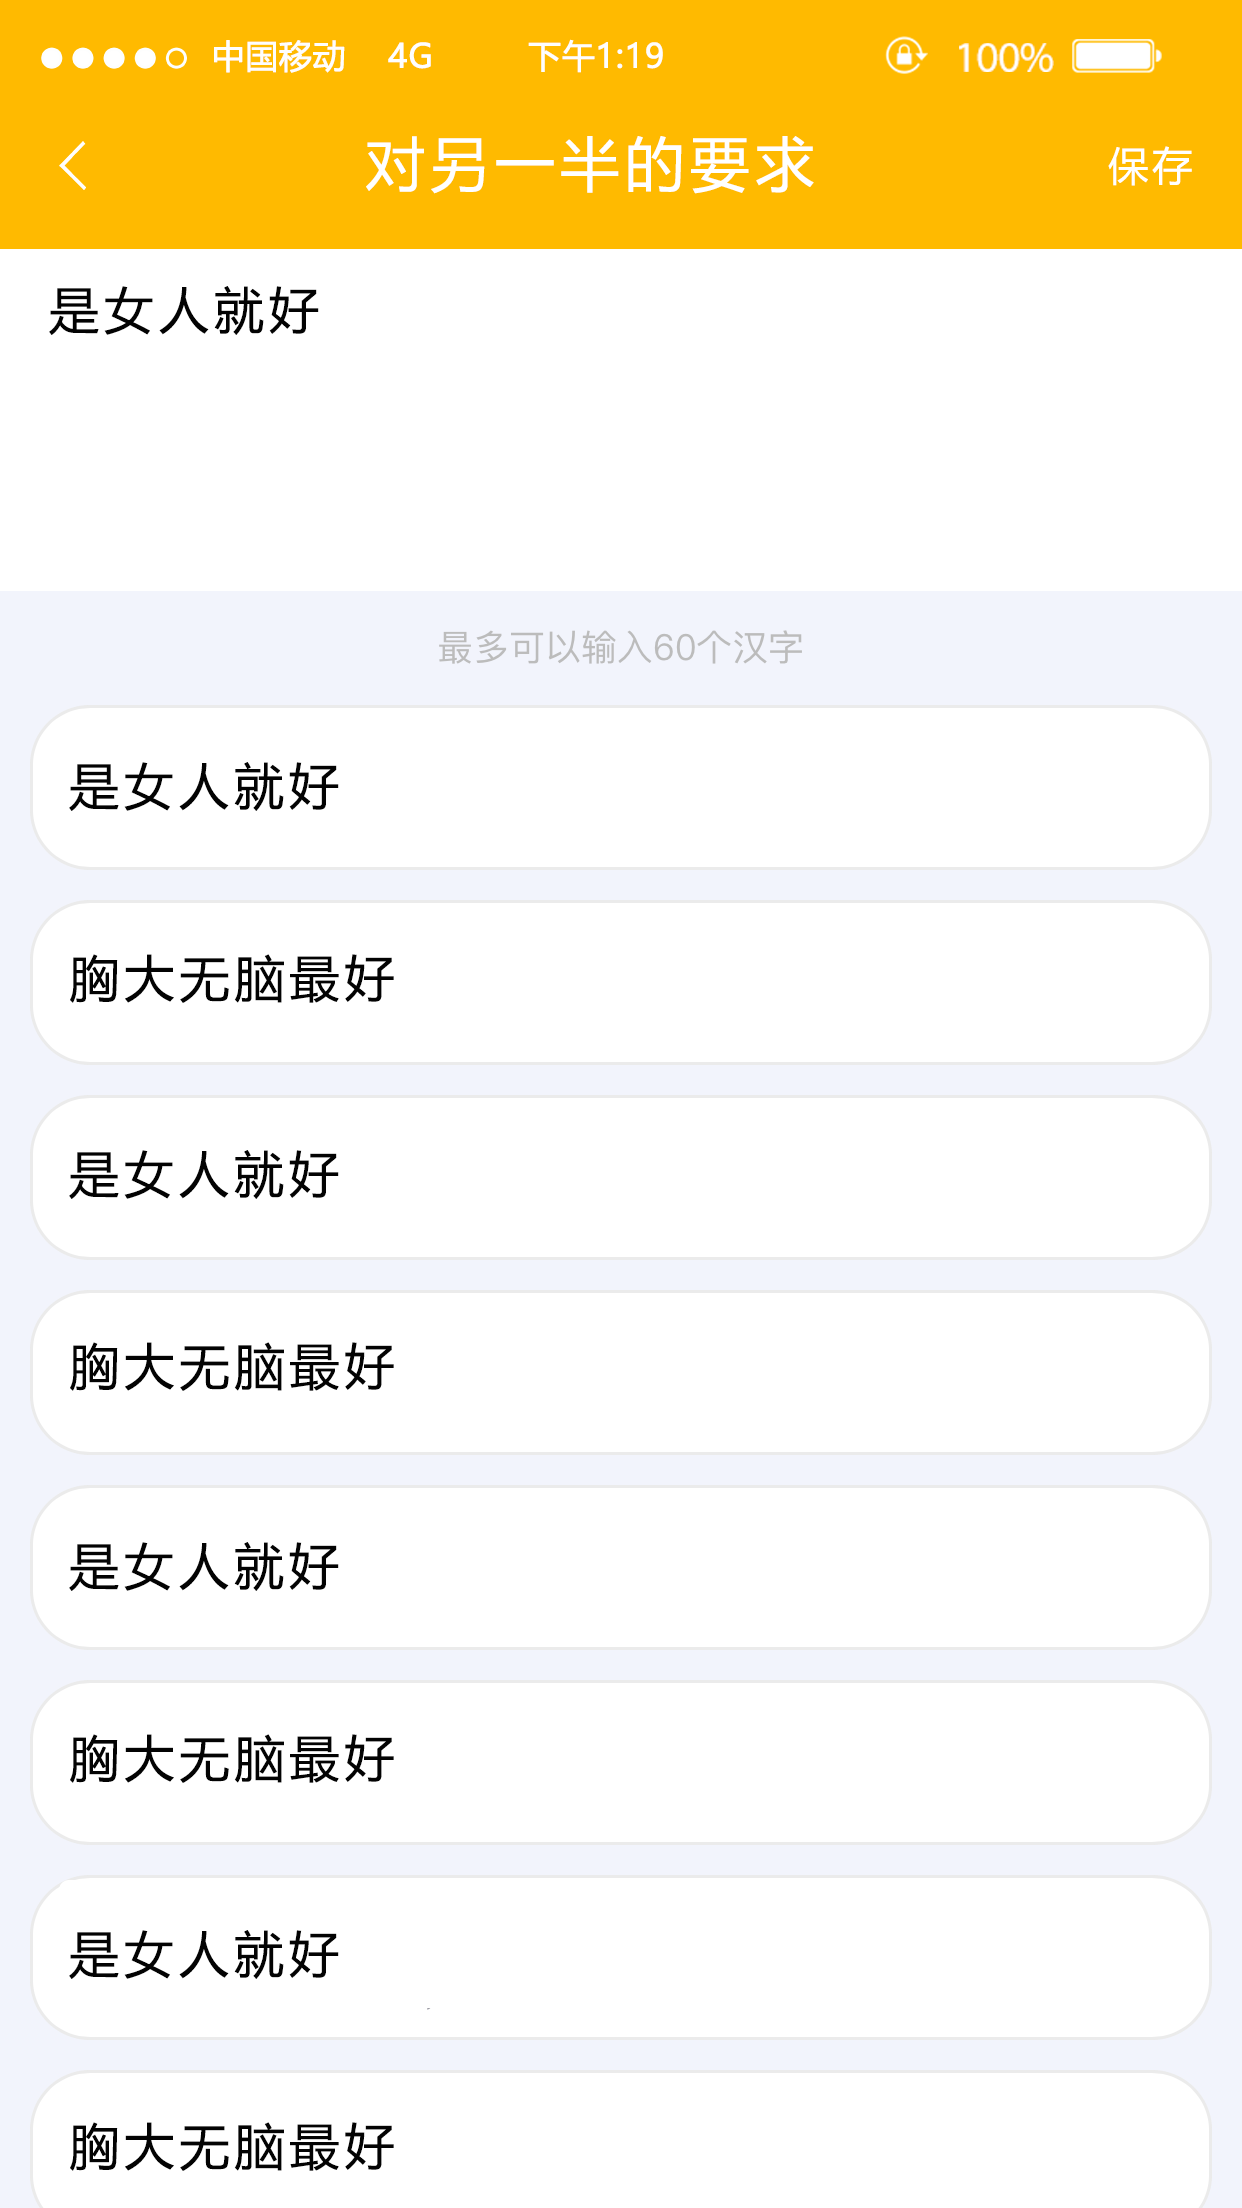 中国移动 4G 下午1:19 100%
对另一半的要求 保存
是女人就好
最多可以输入60个汉字
是女人就好
胸大无脑最好
是女人就好
胸大无脑最好
是女人就好
胸大无脑最好
是女人就好
胸大无脑最好